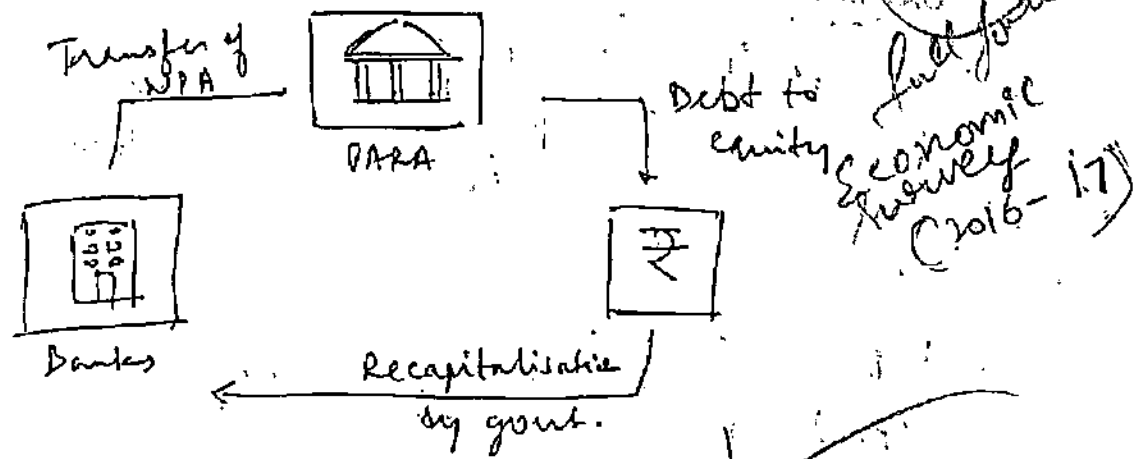 Transfer of
NPA
PARA
Debt to
equity
Economic
Survey
(2016-17)
₹
Banks
Recapitalisation
by govt.